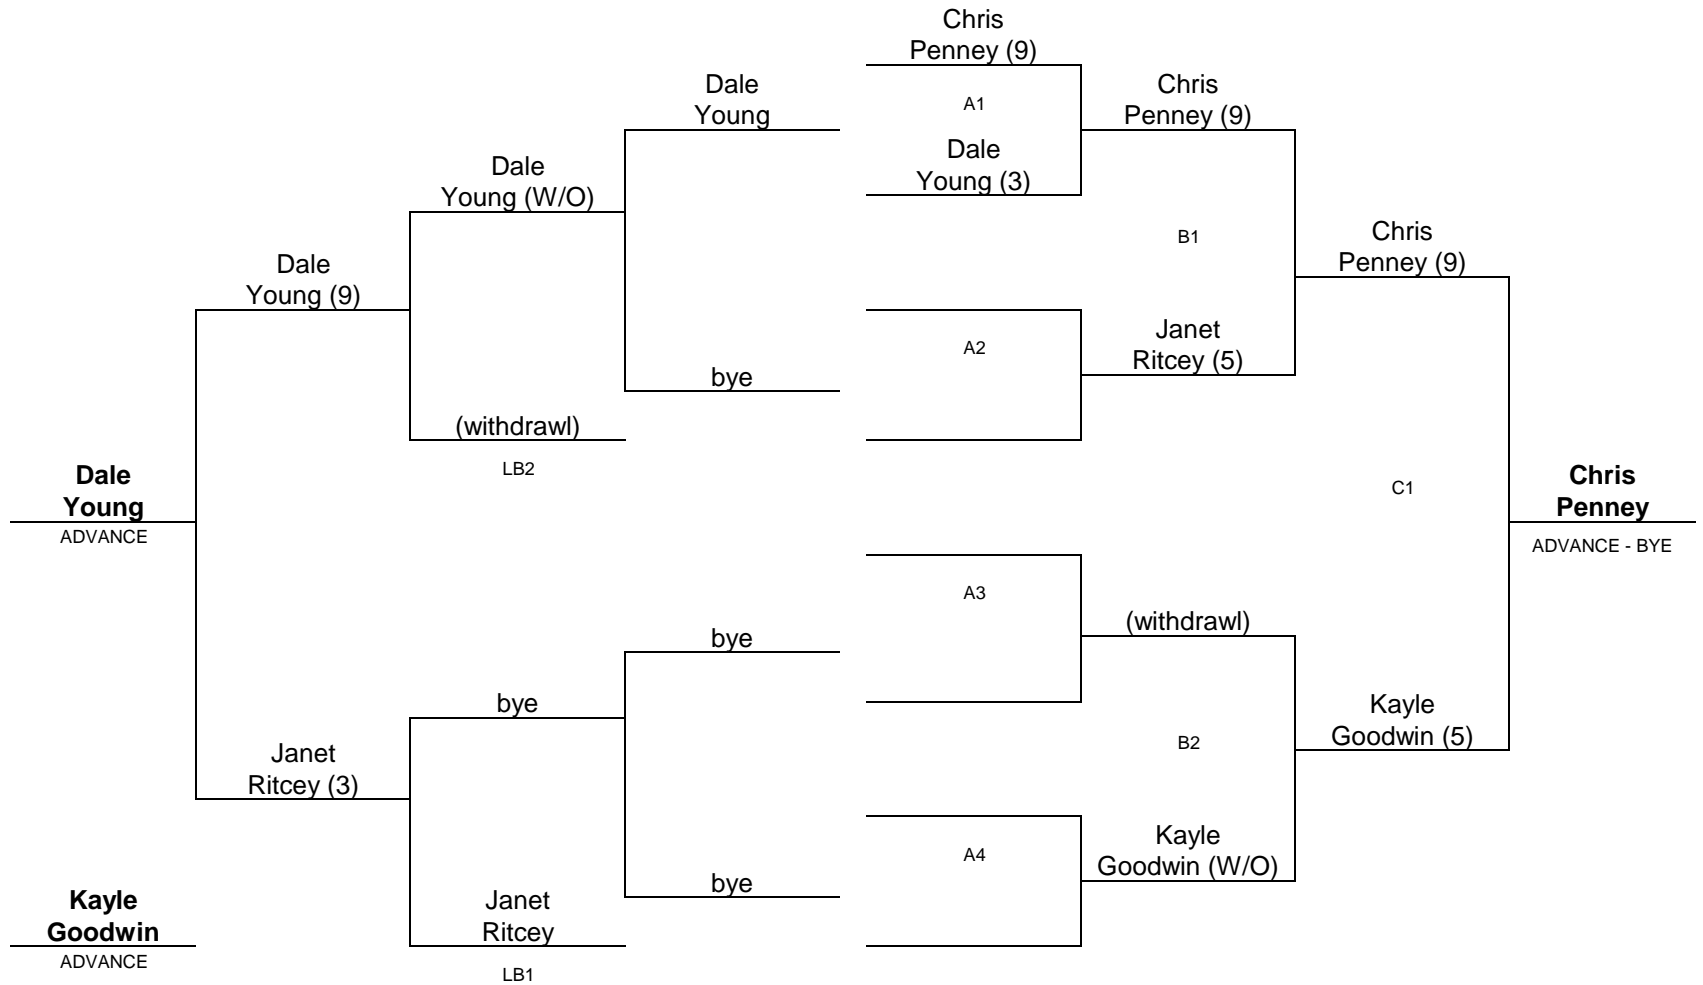 Chris
Penney (9)
Dale
Young
A1
Chris
Penney (9)
Dale
Young (W/O)
Dale
Young (3)
Dale
Young (9)
B1
Chris
Penney (9)
A2
Janet
Ritcey (5)
bye
(withdrawl)
LB2
Dale
Young
ADVANCE
C1
Chris
Penney
ADVANCE - BYE
A3
(withdrawl)
bye
bye
Janet
Ritcey (3)
B2
Kayle
Goodwin (5)
A4
Kayle
Goodwin (W/O)
bye
Kayle
Goodwin
ADVANCE
Janet
Ritcey
LB1